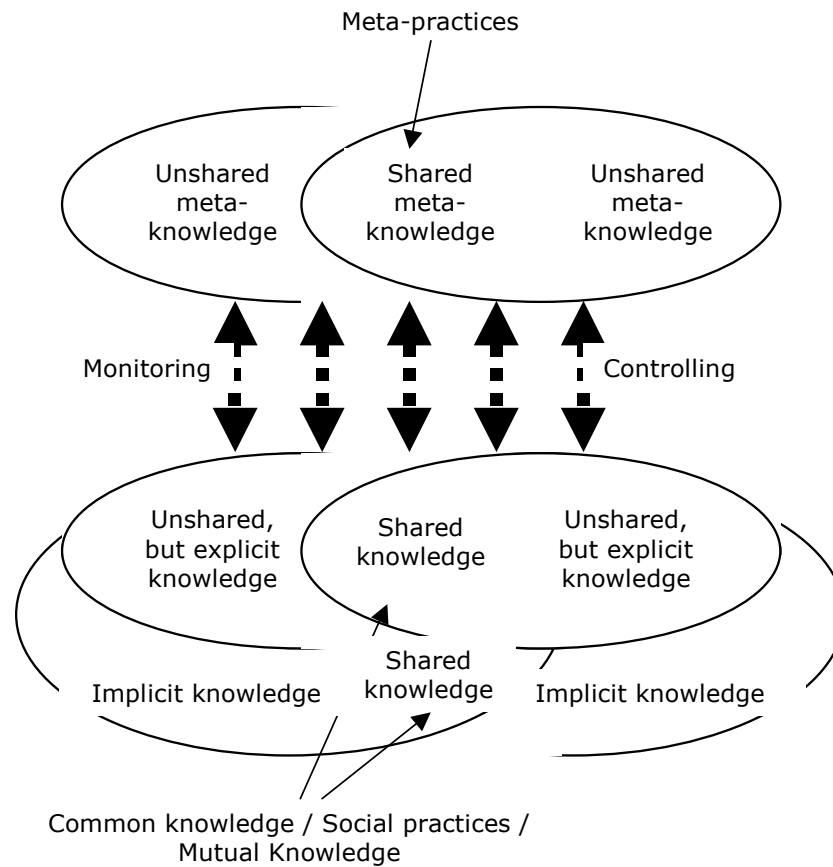 Meta-practices
Unshared
meta-
knowledge
Shared
meta-
knowledge
Unshared
meta-
knowledge
Monitoring
Controlling
Unshared,
but explicit
knowledge
Shared
knowledge
Unshared,
but explicit
knowledge
Implicit knowledge
Shared
knowledge
Implicit knowledge
Common knowledge / Social practices /
Mutual Knowledge